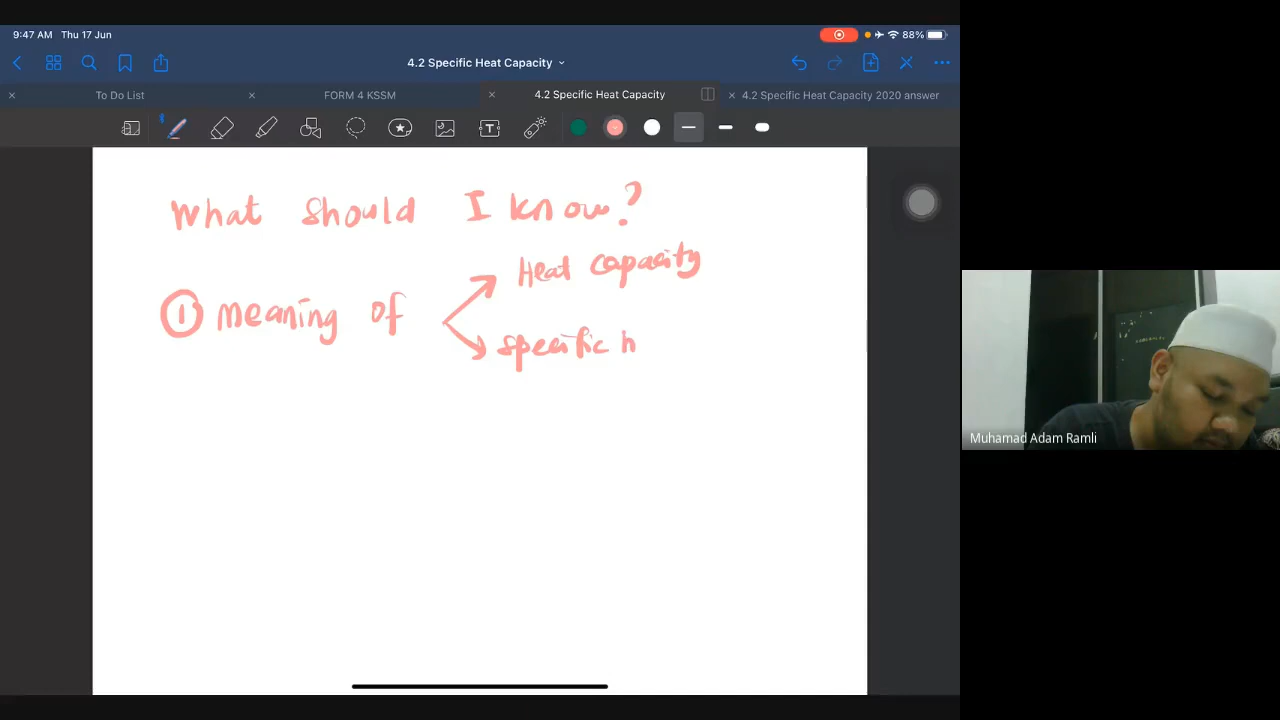 9:47 AM Thu 17 Jun
88%
4.2 Specific Heat Capacity
To Do List
FORM 4 KSSM
4.2 Specific Heat Capacity
4.2 Specific Heat Capacity 2020 answer
What should I know?
Heat capacity
1 meaning of
specific h
Muhamad Adam Ramli